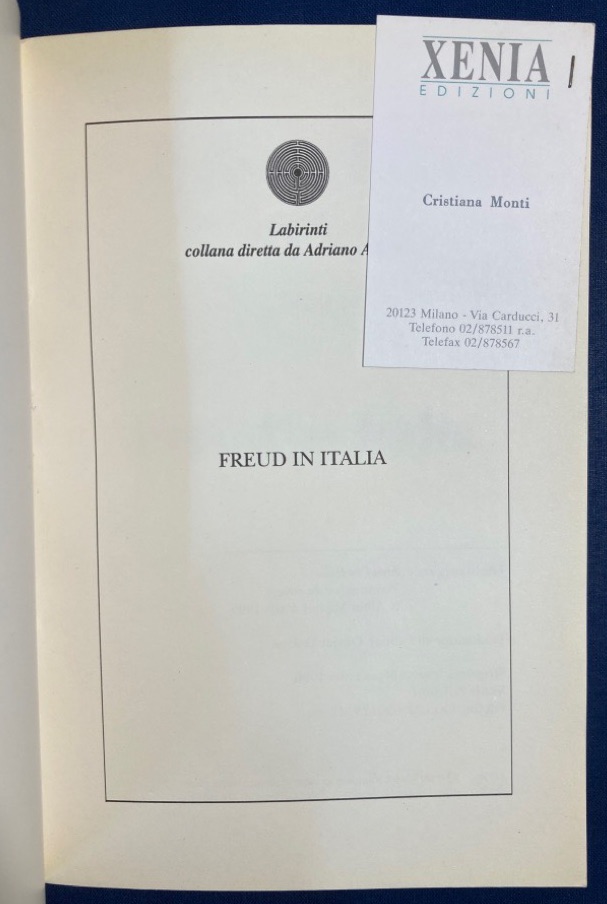 XENIA
EDIZIONI
Cristiana Monti
20123 Milano - Via Carducci, 31
Telefono 02/878511 r.a.
Telefax 02/878567
Labirinti
collana diretta da Adriano
FREUD IN ITALIA